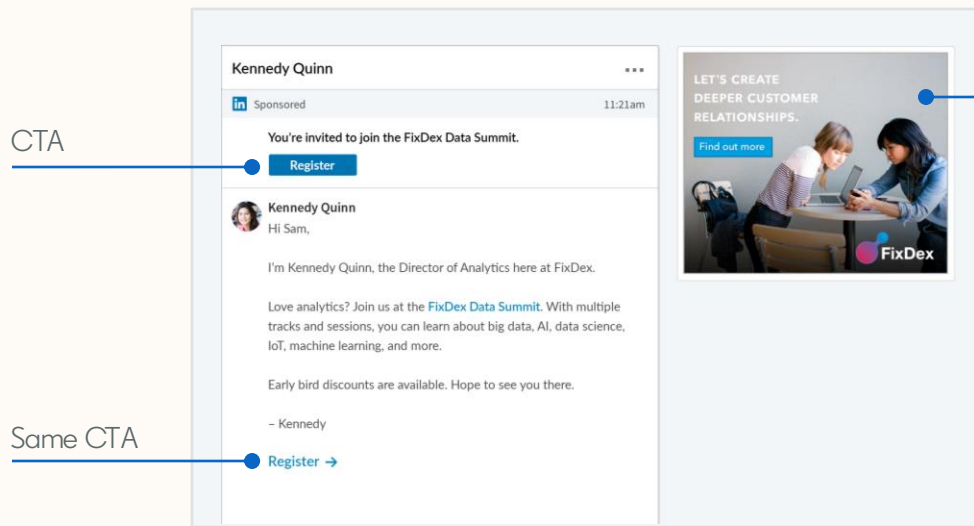 CTA
Same CTA
Kennedy Quinn
in Sponsored 11:21am
You're invited to join the FixDex Data Summit.
Register
Kennedy Quinn
Hi Sam,
I'm Kennedy Quinn, the Director of Analytics here at FixDex.
Love analytics? Join us at the FixDex Data Summit. With multiple
tracks and sessions, you can learn about big data, AI, data science,
IoT, machine learning, and more.
Early bird discounts are available. Hope to see you there.
– Kennedy
Register →
LET'S CREATE
DEEPER CUSTOMER
RELATIONSHIPS.
Find out more
FixDex